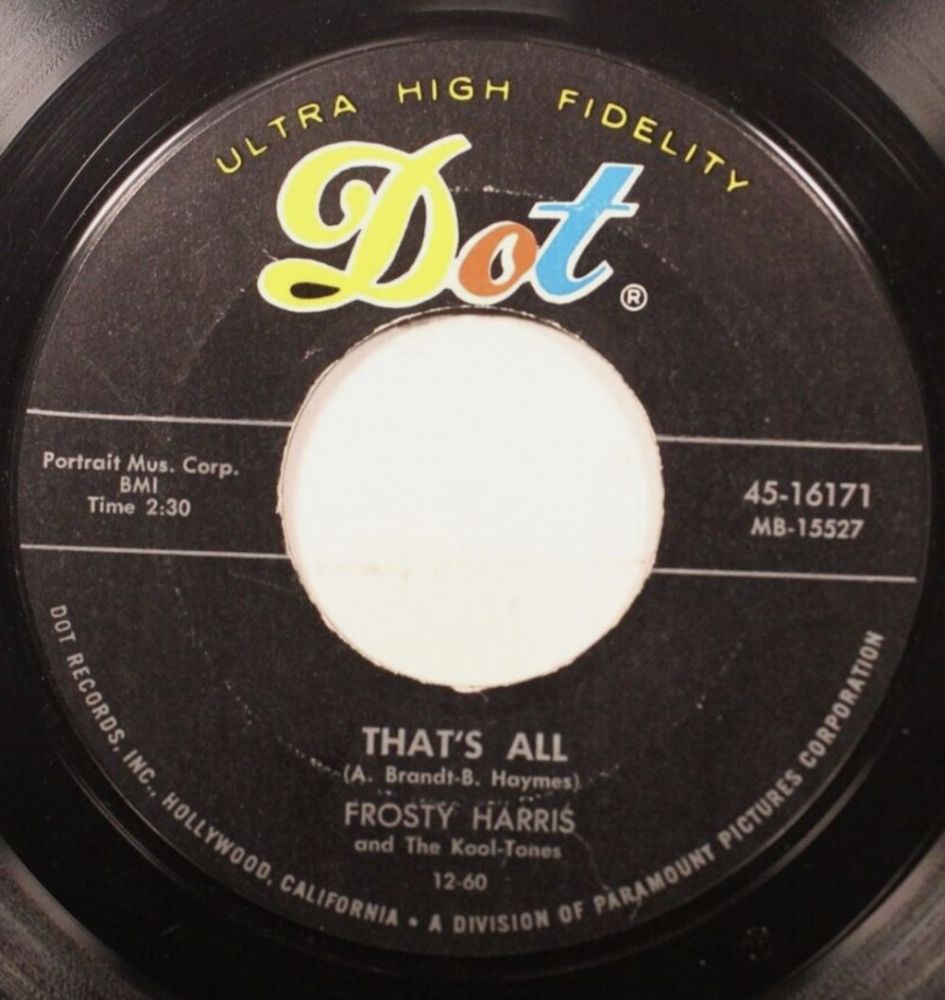 ULTRA HIGH FIDELITY
Dot ®
Portrait Mus. Corp.
BMI
Time 2:30
45-16171
MB-15527
THAT'S ALL
(A. Brandt-B. Haymes)
FROSTY HARRIS
and The Kool-Tones
12-60
DOT RECORDS, INC., HOLLYWOOD, CALIFORNIA • A DIVISION OF PARAMOUNT PICTURES CORPORATION